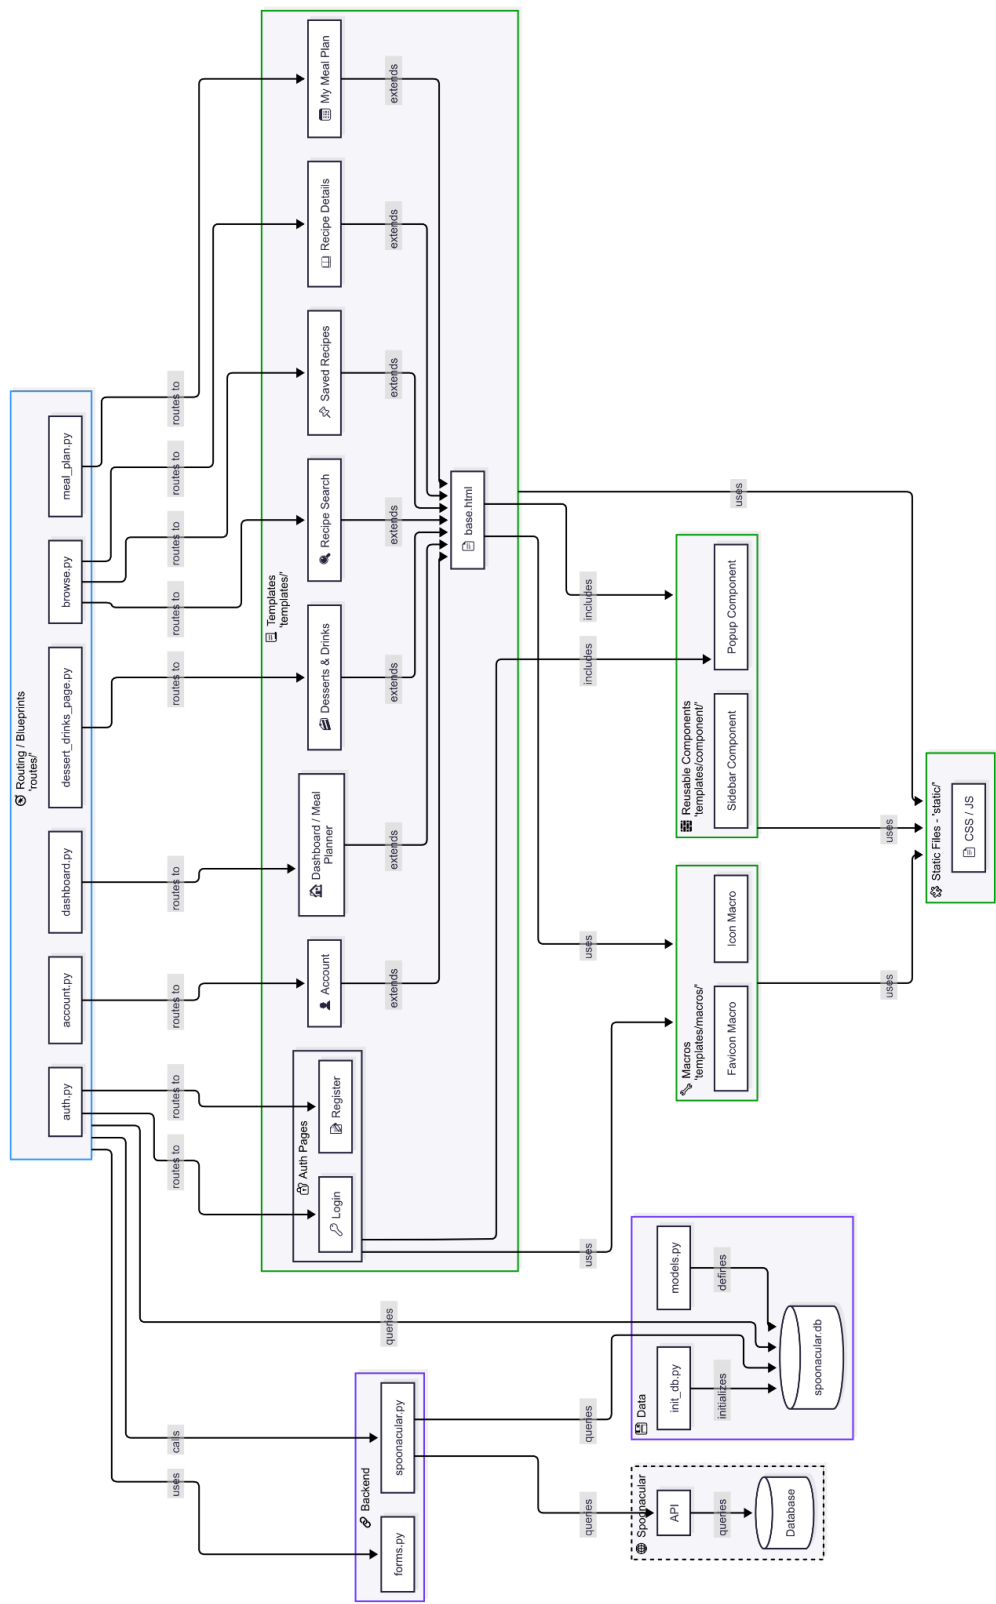 Routing / Blueprints
'routes/'
auth.py
account.py
dashboard.py
dessert_drinks_page.py
browse.py
meal_plan.py
uses
calls
routes to
routes to
routes to
routes to
routes to
routes to
routes to
routes to
routes to
Templates
'templates/'
Auth Pages
Login
Register
Account
Dashboard / Meal
Planner
Desserts & Drinks
Recipe Search
Saved Recipes
Recipe Details
My Meal Plan
queries
extends
extends
extends
extends
extends
extends
extends
base.html
Backend
forms.py
spoonacular.py
queries
queries
uses
uses
includes
includes
uses
Spoonacular
API
queries
Database
Data
init_db.py
models.py
initializes
defines
spoonacular.db
Macros
'templates/macros/'
Favicon Macro
Icon Macro
Reusable Components
'templates/component/'
Sidebar Component
Popup Component
uses
uses
Static Files - 'static/'
CSS / JS